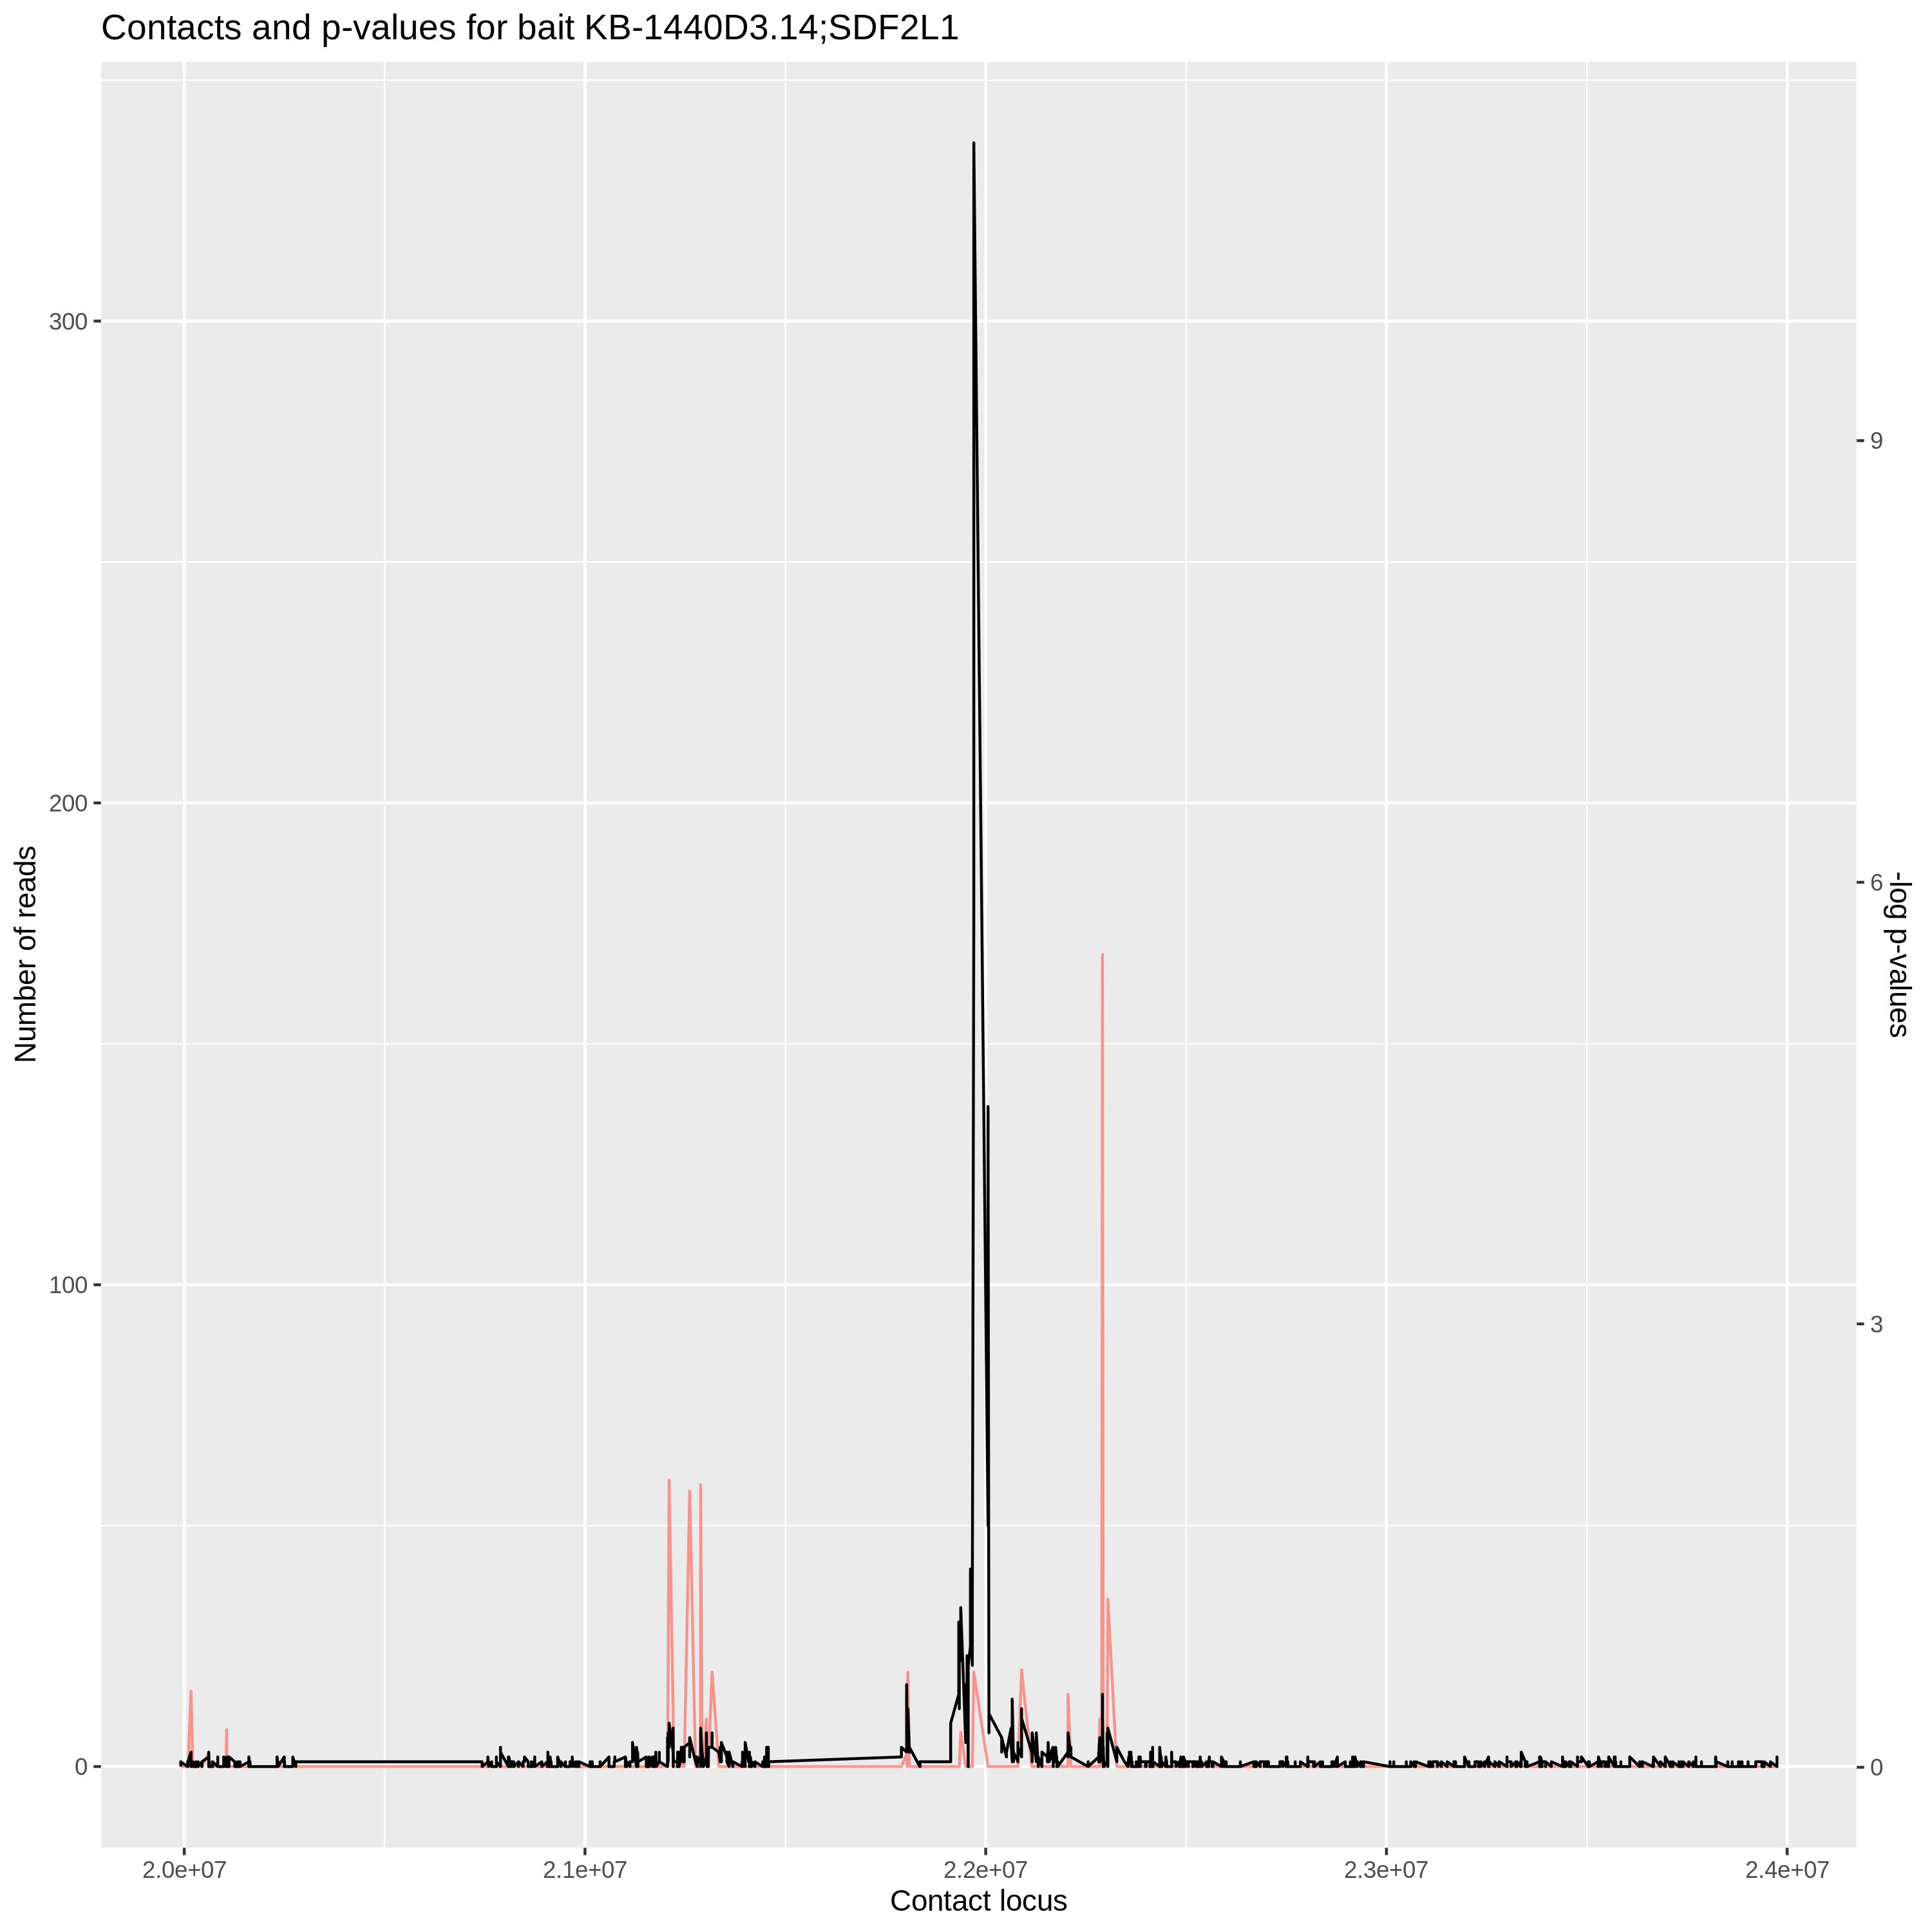 Contacts and p-values for bait KB-1440D3.14;SDF2L1
Number of reads
300
200
100
0
9
6
3
0
-log p-values
2.0e+07
2.1e+07
2.2e+07
2.3e+07
2.4e+07
Contact locus